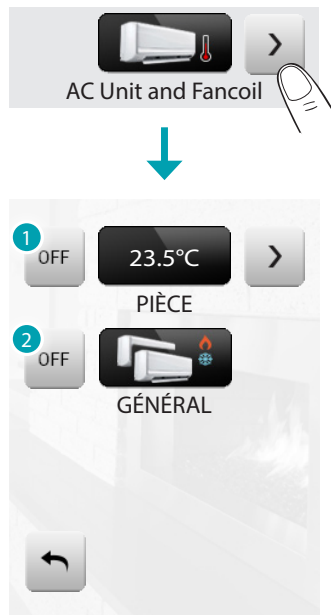 AC Unit and Fancoil
1
OFF
23.5°C
PIÈCE
2
OFF
GÉNÉRAL